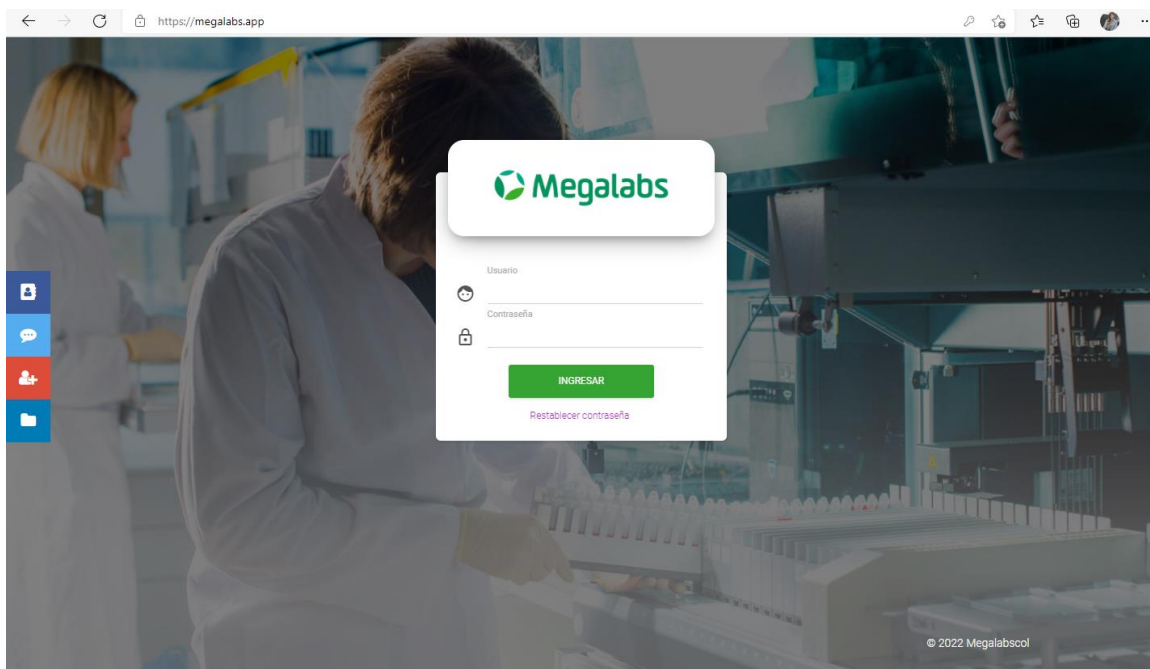 https://megalabs.app
Megalabs
Usuario
Contraseña
INGRESAR
Restablecer contraseña
© 2022 Megalabscol